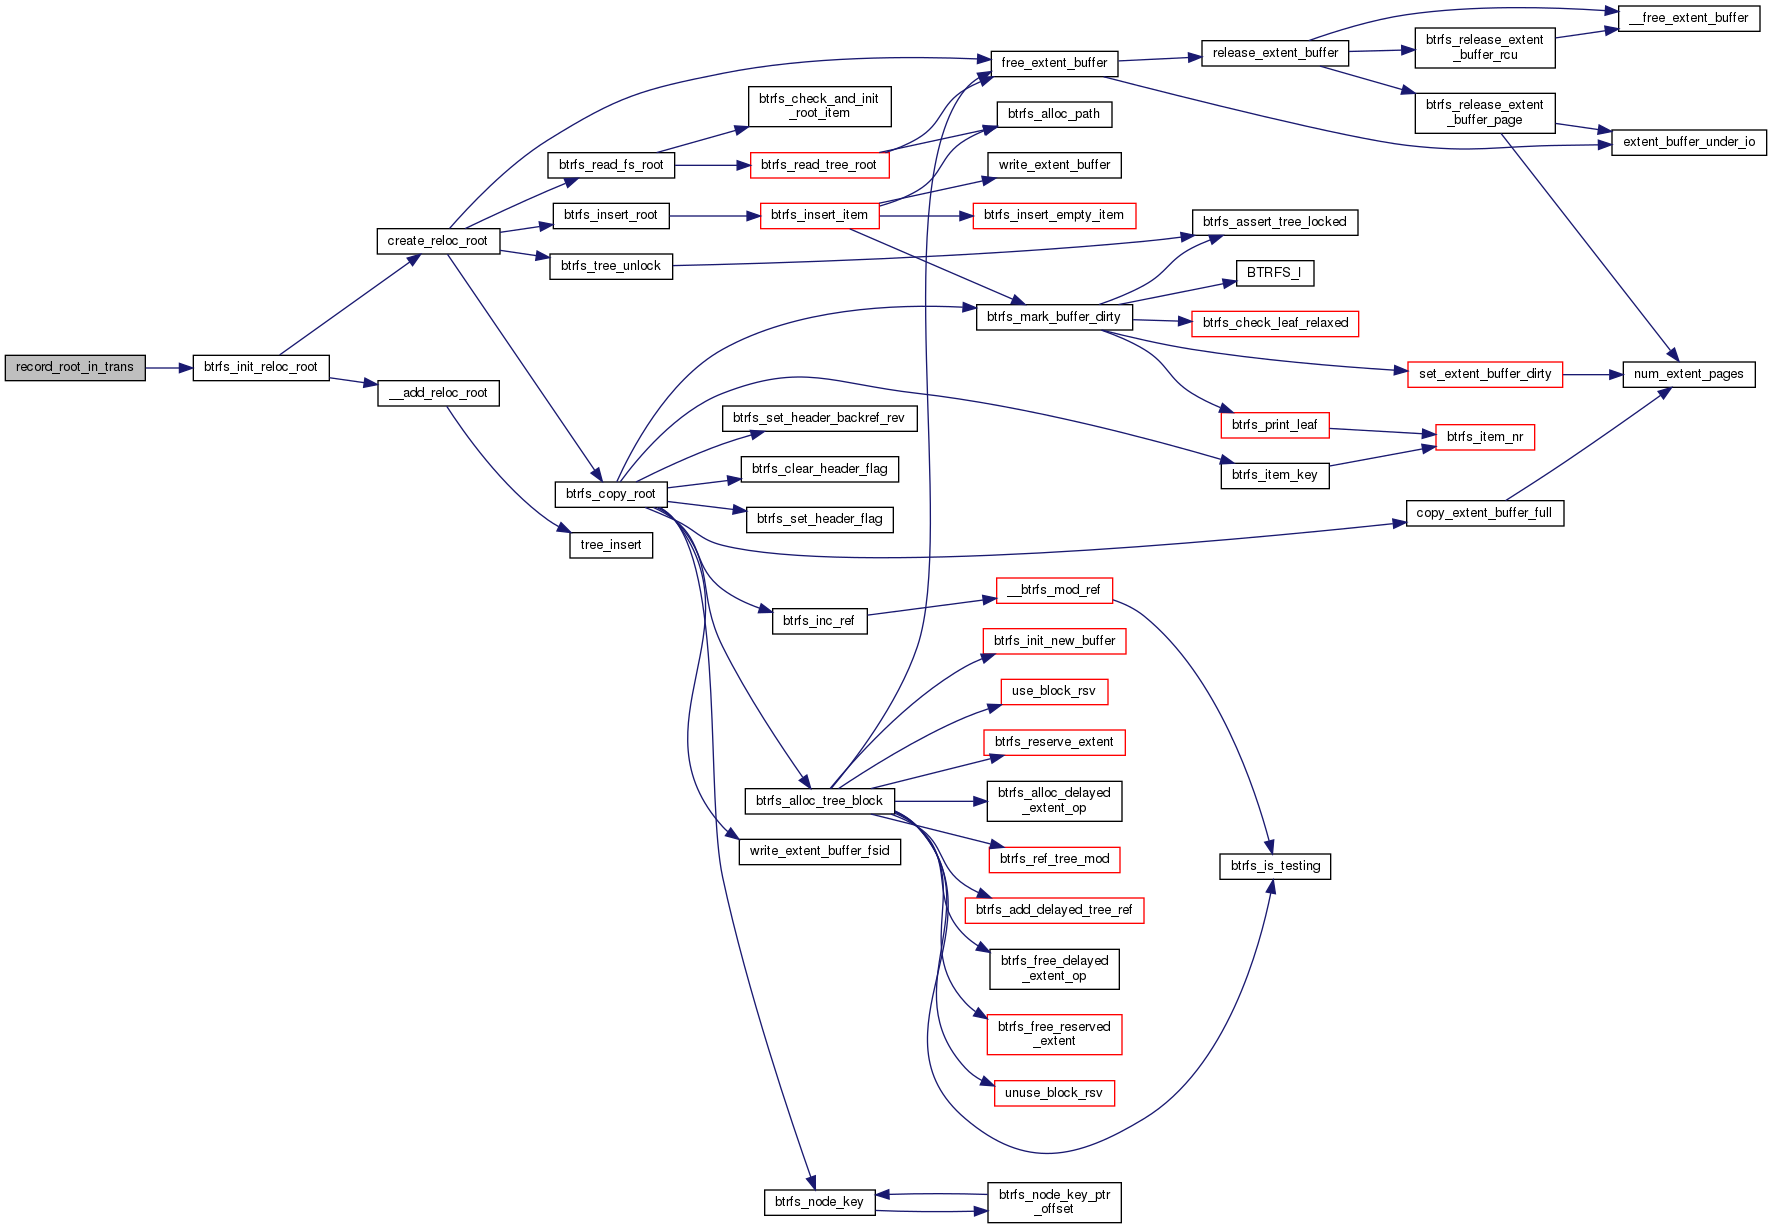 __free_extent_buffer
btrfs_release_extent
_buffer_rcu
release_extent_buffer
free_extent_buffer
btrfs_check_and_init
_root_item
btrfs_release_extent
_buffer_page
btrfs_alloc_path
extent_buffer_under_io
btrfs_read_fs_root
btrfs_read_tree_root
write_extent_buffer
btrfs_insert_root
btrfs_insert_item
btrfs_insert_empty_item
btrfs_assert_tree_locked
create_reloc_root
btrfs_tree_unlock
BTRFS_I
btrfs_mark_buffer_dirty
btrfs_check_leaf_relaxed
record_root_in_trans
btrfs_init_reloc_root
set_extent_buffer_dirty
num_extent_pages
__add_reloc_root
btrfs_set_header_backref_rev
btrfs_print_leaf
btrfs_item_nr
btrfs_clear_header_flag
btrfs_item_key
btrfs_copy_root
copy_extent_buffer_full
btrfs_set_header_flag
tree_insert
__btrfs_mod_ref
btrfs_inc_ref
btrfs_init_new_buffer
use_block_rsv
btrfs_reserve_extent
btrfs_alloc_tree_block
btrfs_alloc_delayed
_extent_op
write_extent_buffer_fsid
btrfs_ref_tree_mod
btrfs_is_testing
btrfs_add_delayed_tree_ref
btrfs_free_delayed
_extent_op
btrfs_free_reserved
_extent
unuse_block_rsv
btrfs_node_key
btrfs_node_key_ptr
_offset